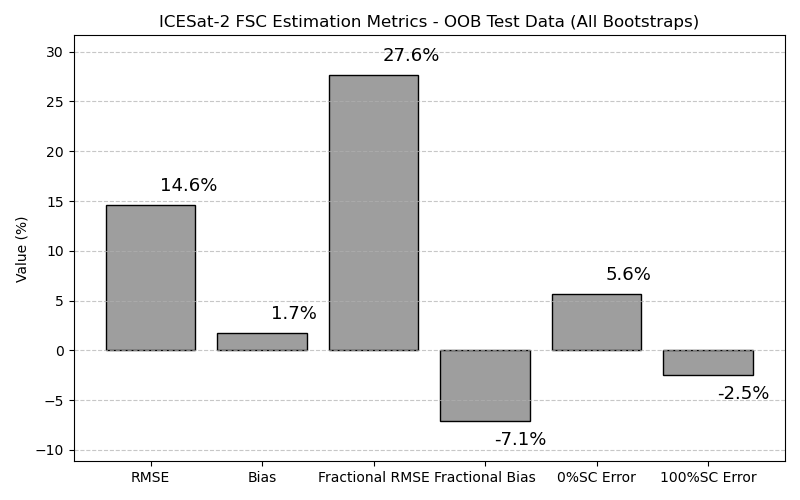 ICESat-2 FSC Estimation Metrics - OOB Test Data (All Bootstraps)
Value (%)
30
25
20
15
10
5
0
−5
−10
14.6%
1.7%
27.6%
-7.1%
5.6%
-2.5%
RMSE
Bias
Fractional RMSE
Fractional Bias
0%SC Error
100%SC Error